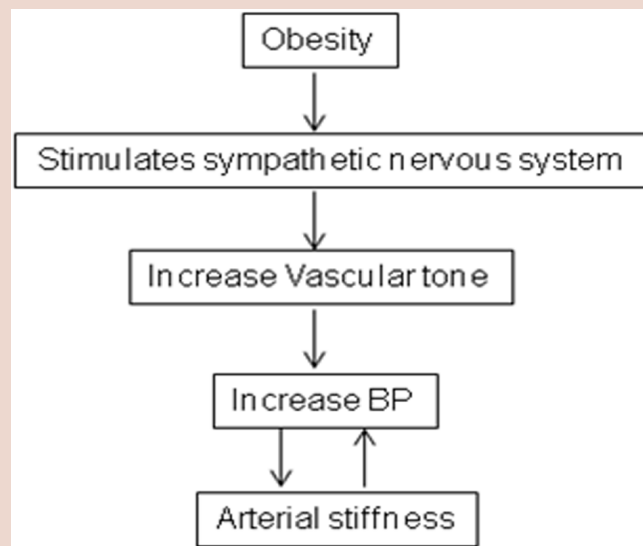 Obesity
Stimulates sympathetic nervous system
Increase Vascular tone
Increase BP
Arterial stiffness